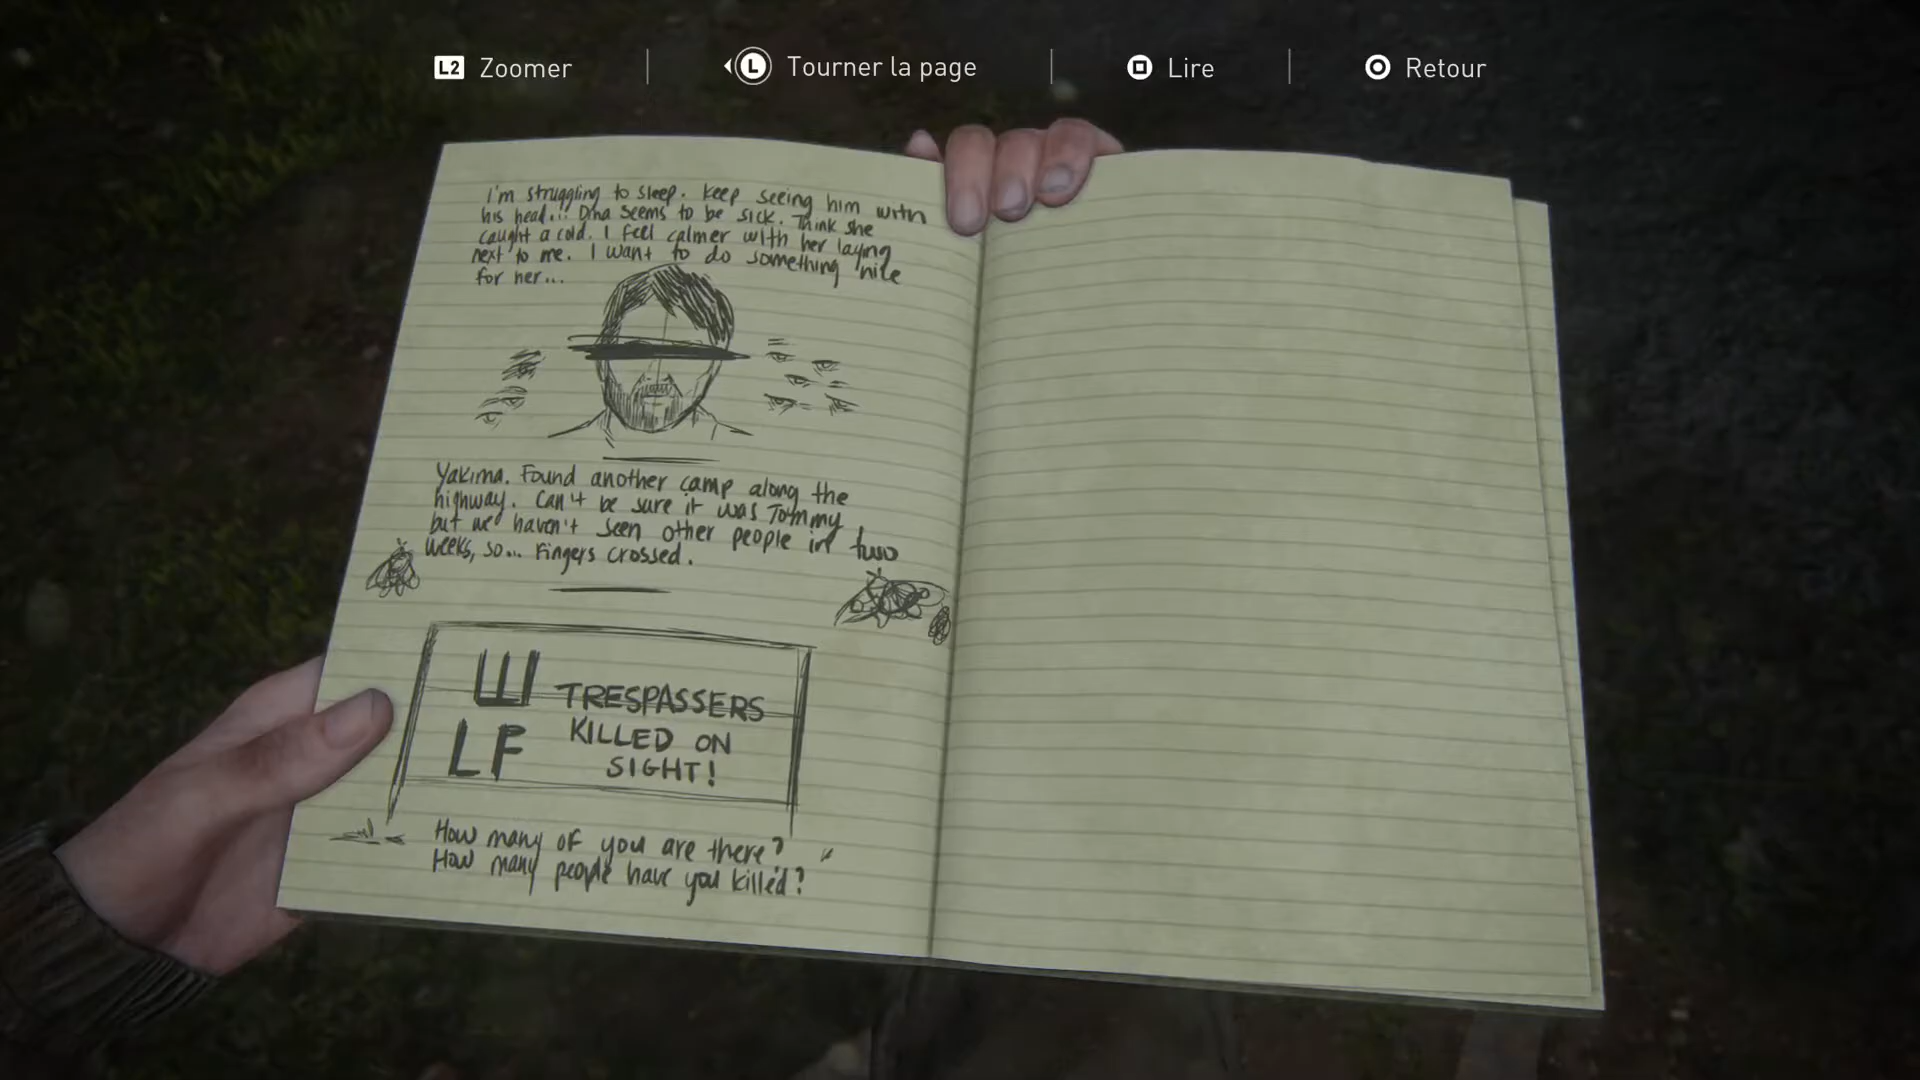 L2 Zoomer
L Tourner la page
Lire
Retour
I'm struggling to sleep. Keep seeing him with
his head... Dina seems to be sick. Think she
caught a cold. I feel calmer with her laying
next to me. I want to do something nice
for her...
Yakima. Found another camp along the
highway. Can't be sure it was Tommy
but we haven't seen other people in two
weeks, so... Fingers crossed.
W TRESPASSERS
LF KILLED ON
SIGHT!
How many of you are there?
How many people have you killed?